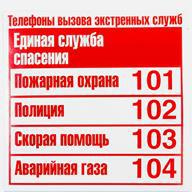 Телефоны вызова экстренных служб
Единая служба
спасения
Пожарная охрана 101
Полиция 102
Скорая помощь 103
Аварийная газа 104